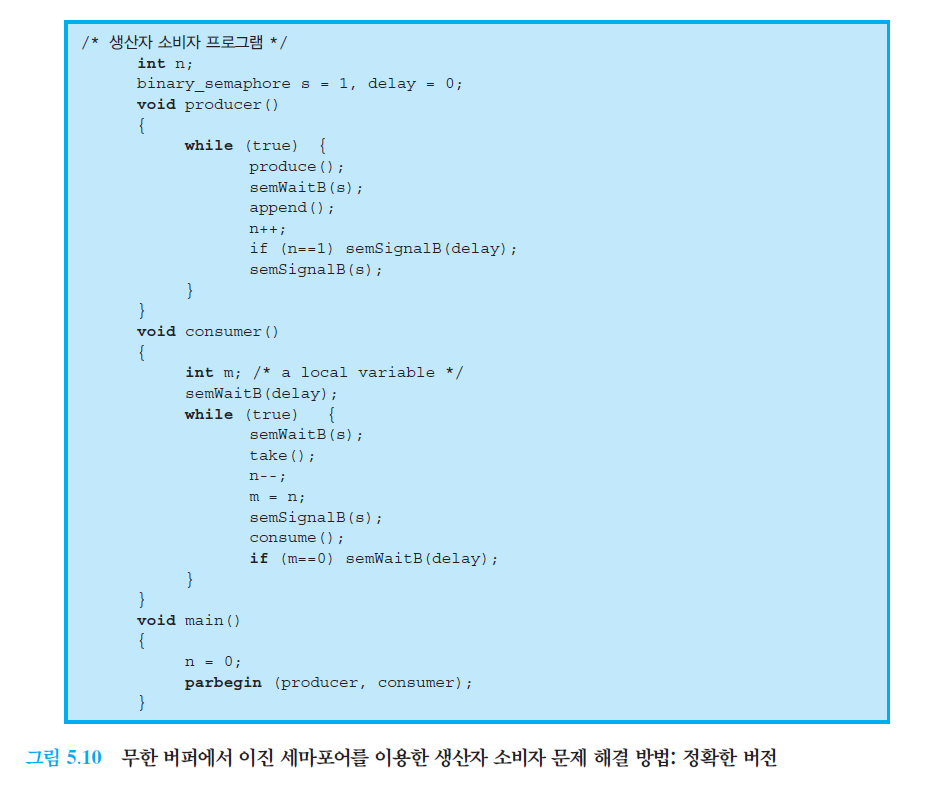 /* 생산자 소비자 프로그램 */
int n;
binary_semaphore s = 1, delay = 0;
void producer()
{
while (true) {
produce();
semWaitB(s);
append();
n++;
if (n==1) semSignalB(delay);
semSignalB(s);
}
}
void consumer()
{
int m; /* a local variable */
semWaitB(delay);
while (true) {
semWaitB(s);
take();
n--;
m = n;
semSignalB(s);
consume();
if (m==0) semWaitB(delay);
}
}
void main()
{
n = 0;
parbegin (producer, consumer);
}
그림 5.10 무한 버퍼에서 이진 세마포어를 이용한 생산자 소비자 문제 해결 방법: 정확한 버전